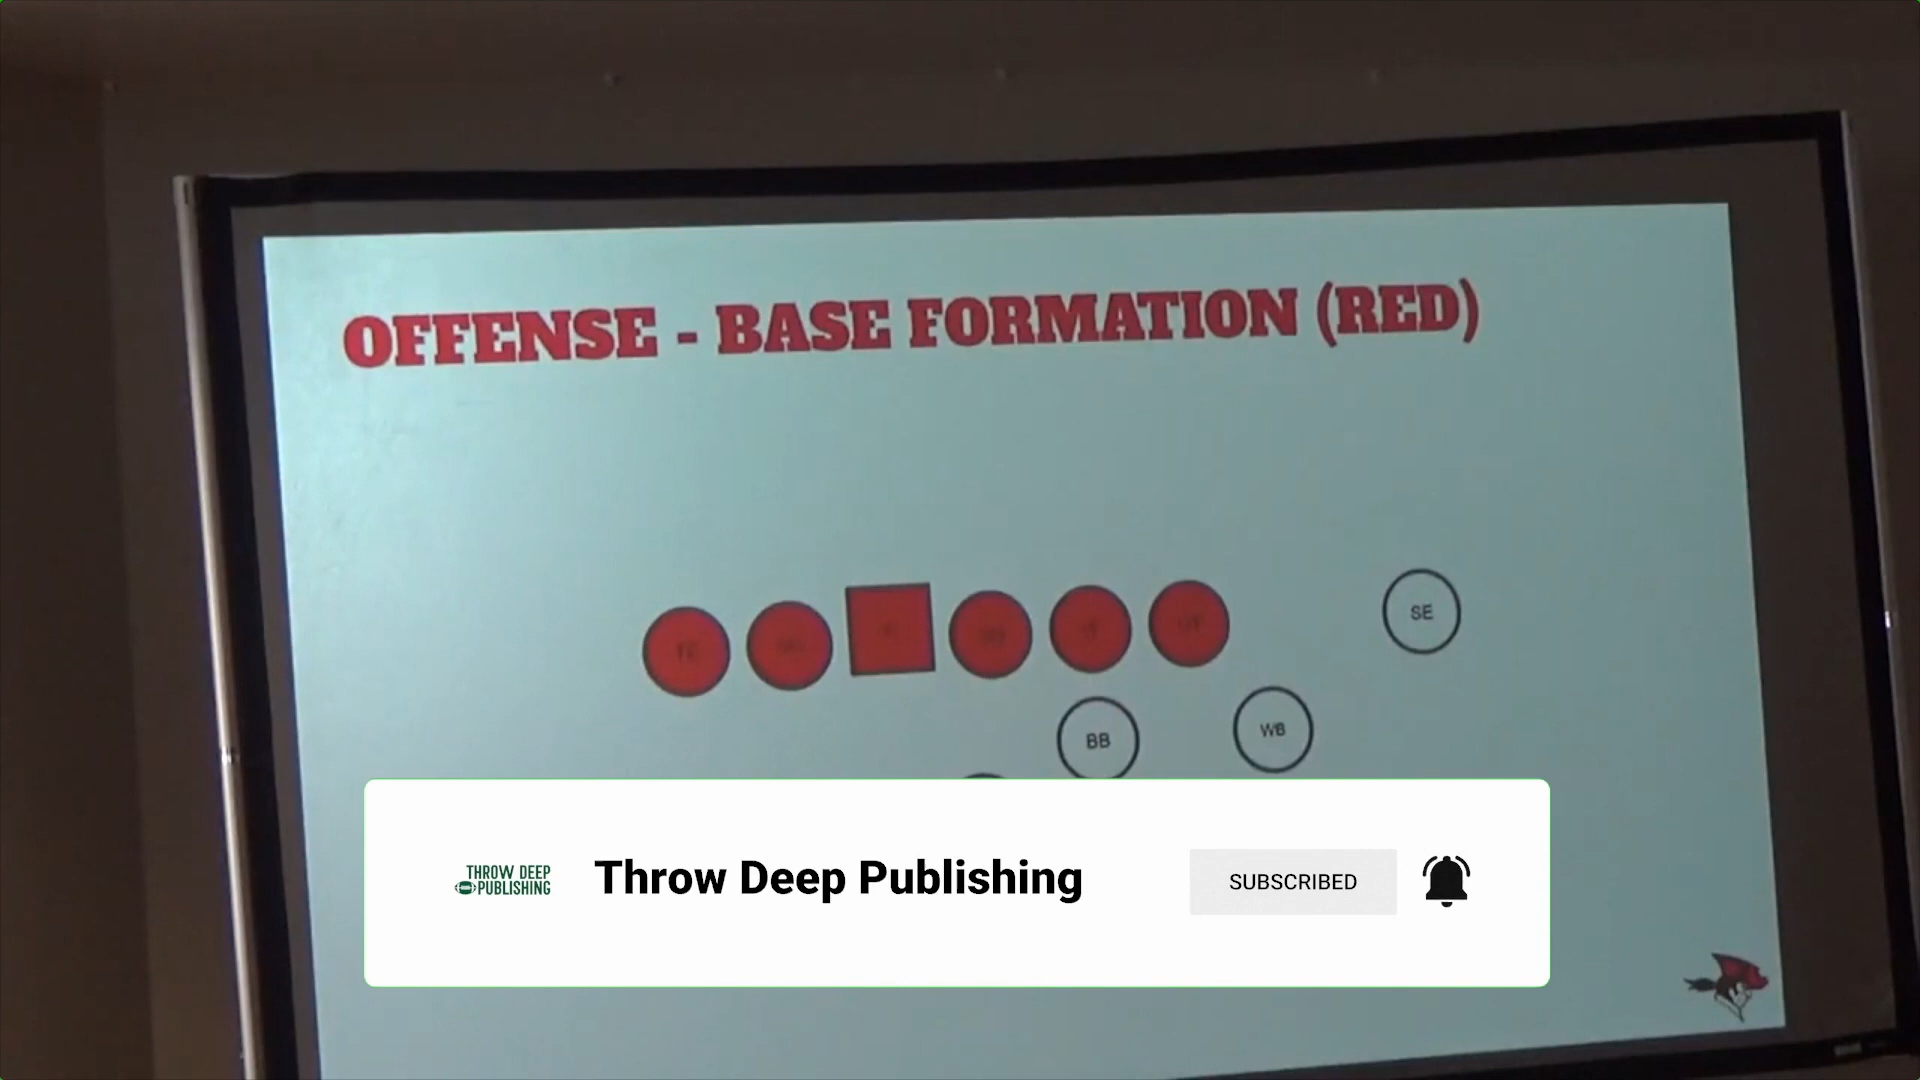 OFFENSE - BASE FORMATION (RED)
SE
BB
WB
THROW DEEP
PUBLISHING
Throw Deep Publishing
SUBSCRIBED